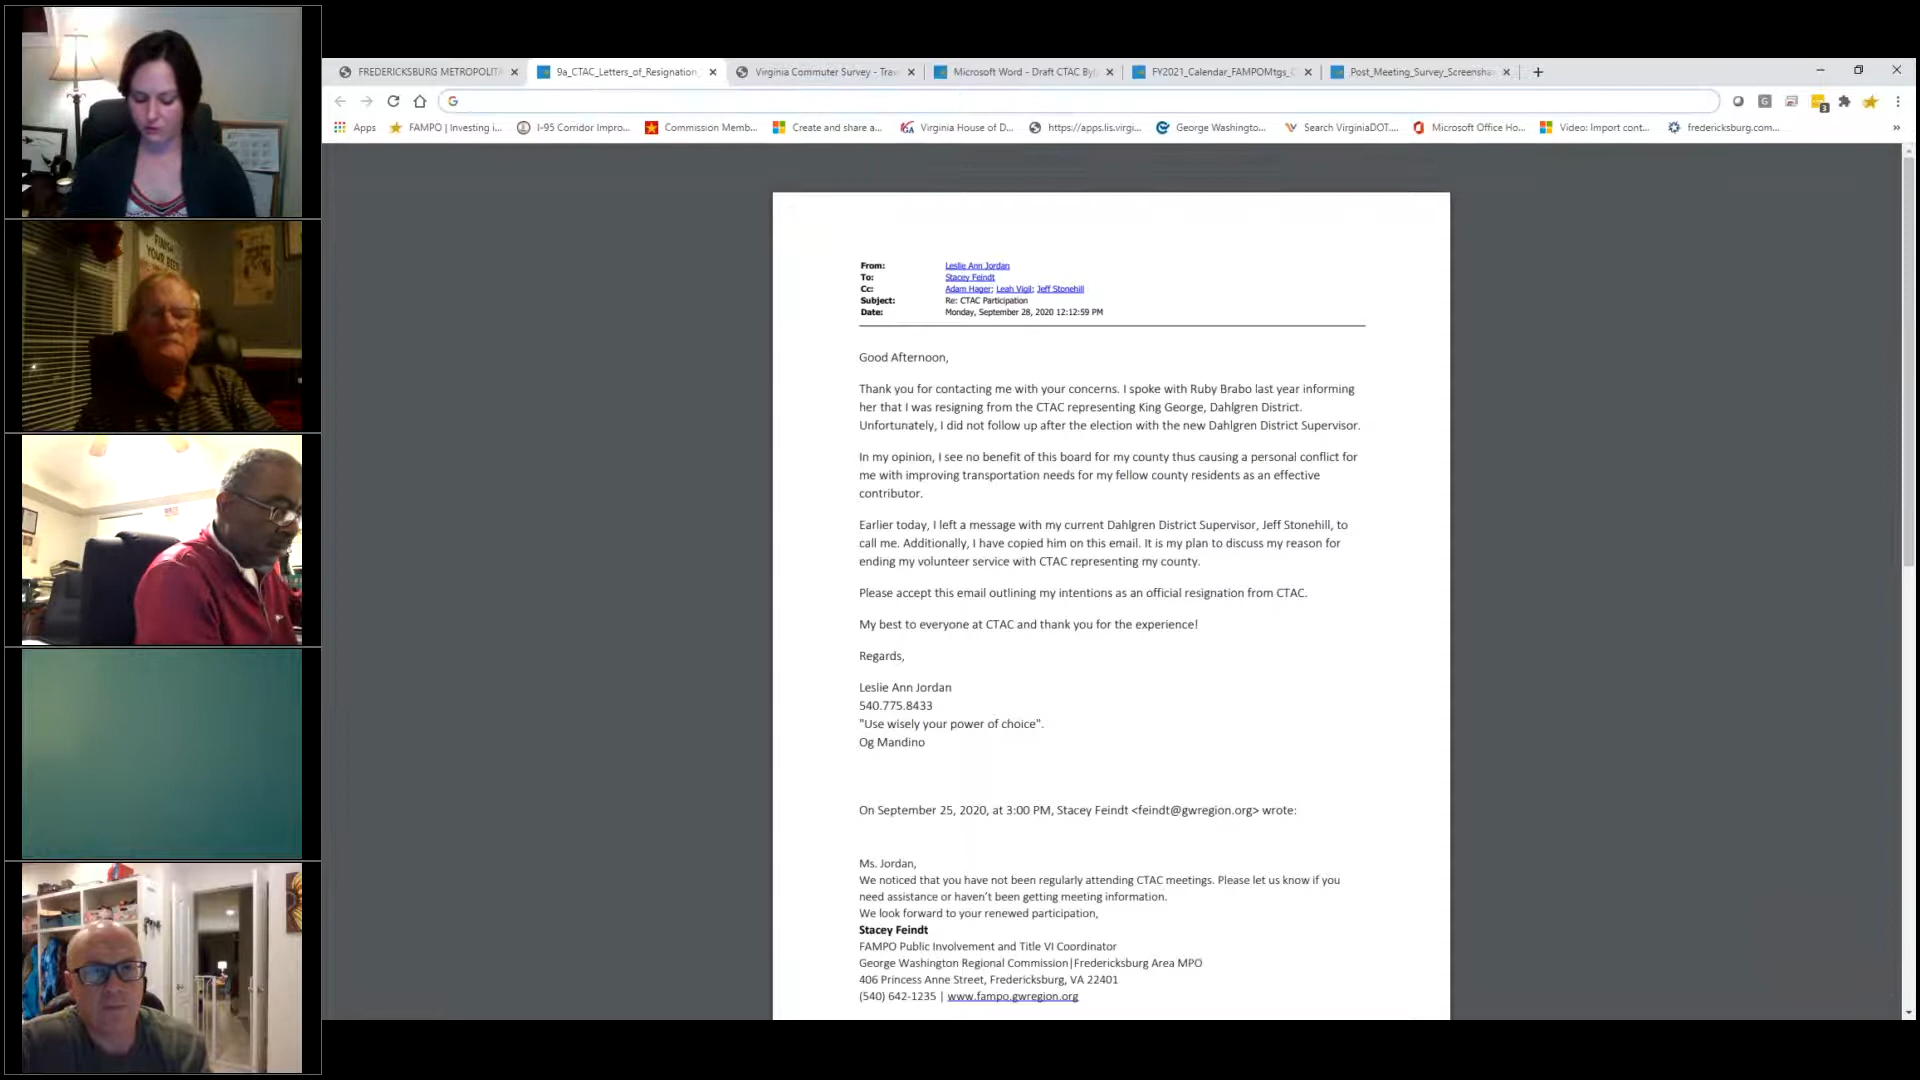 FINISH
YOUR BEER
FREDERICKSBURG METROPOLIT
9a_CTAC_Letters_of_Resignation
Virginia Commuter Survey - Trav
Microsoft Word - Draft CTAC Byl
FY2021_Calendar_FAMPOMtgs_C
Post_Meeting_Survey_Screensha
Apps
FAMPO | Investing i...
I-95 Corridor Impro...
Commission Memb...
Create and share a...
Virginia House of D...
https://apps.lis.virgi...
George Washingto...
Search VirginiaDOT....
Microsoft Office Ho...
Video: Import cont...
fredericksburg.com...
From: Leslie Ann Jordan
To: Stacey Feindt
Cc: Adam Hager; Leah Vigil; Jeff Stonehill
Subject: Re: CTAC Participation
Date: Monday, September 28, 2020 12:12:59 PM
Good Afternoon,
Thank you for contacting me with your concerns. I spoke with Ruby Brabo last year informing
her that I was resigning from the CTAC representing King George, Dahlgren District.
Unfortunately, I did not follow up after the election with the new Dahlgren District Supervisor.
In my opinion, I see no benefit of this board for my county thus causing a personal conflict for
me with improving transportation needs for my fellow county residents as an effective
contributor.
Earlier today, I left a message with my current Dahlgren District Supervisor, Jeff Stonehill, to
call me. Additionally, I have copied him on this email. It is my plan to discuss my reason for
ending my volunteer service with CTAC representing my county.
Please accept this email outlining my intentions as an official resignation from CTAC.
My best to everyone at CTAC and thank you for the experience!
Regards,
Leslie Ann Jordan
540.775.8433
"Use wisely your power of choice".
Og Mandino
On September 25, 2020, at 3:00 PM, Stacey Feindt <feindt@gwregion.org> wrote:
Ms. Jordan,
We noticed that you have not been regularly attending CTAC meetings. Please let us know if you
need assistance or haven't been getting meeting information.
We look forward to your renewed participation,
Stacey Feindt
FAMPO Public Involvement and Title VI Coordinator
George Washington Regional Commission|Fredericksburg Area MPO
406 Princess Anne Street, Fredericksburg, VA 22401
(540) 642-1235 | www.fampo.gwregion.org